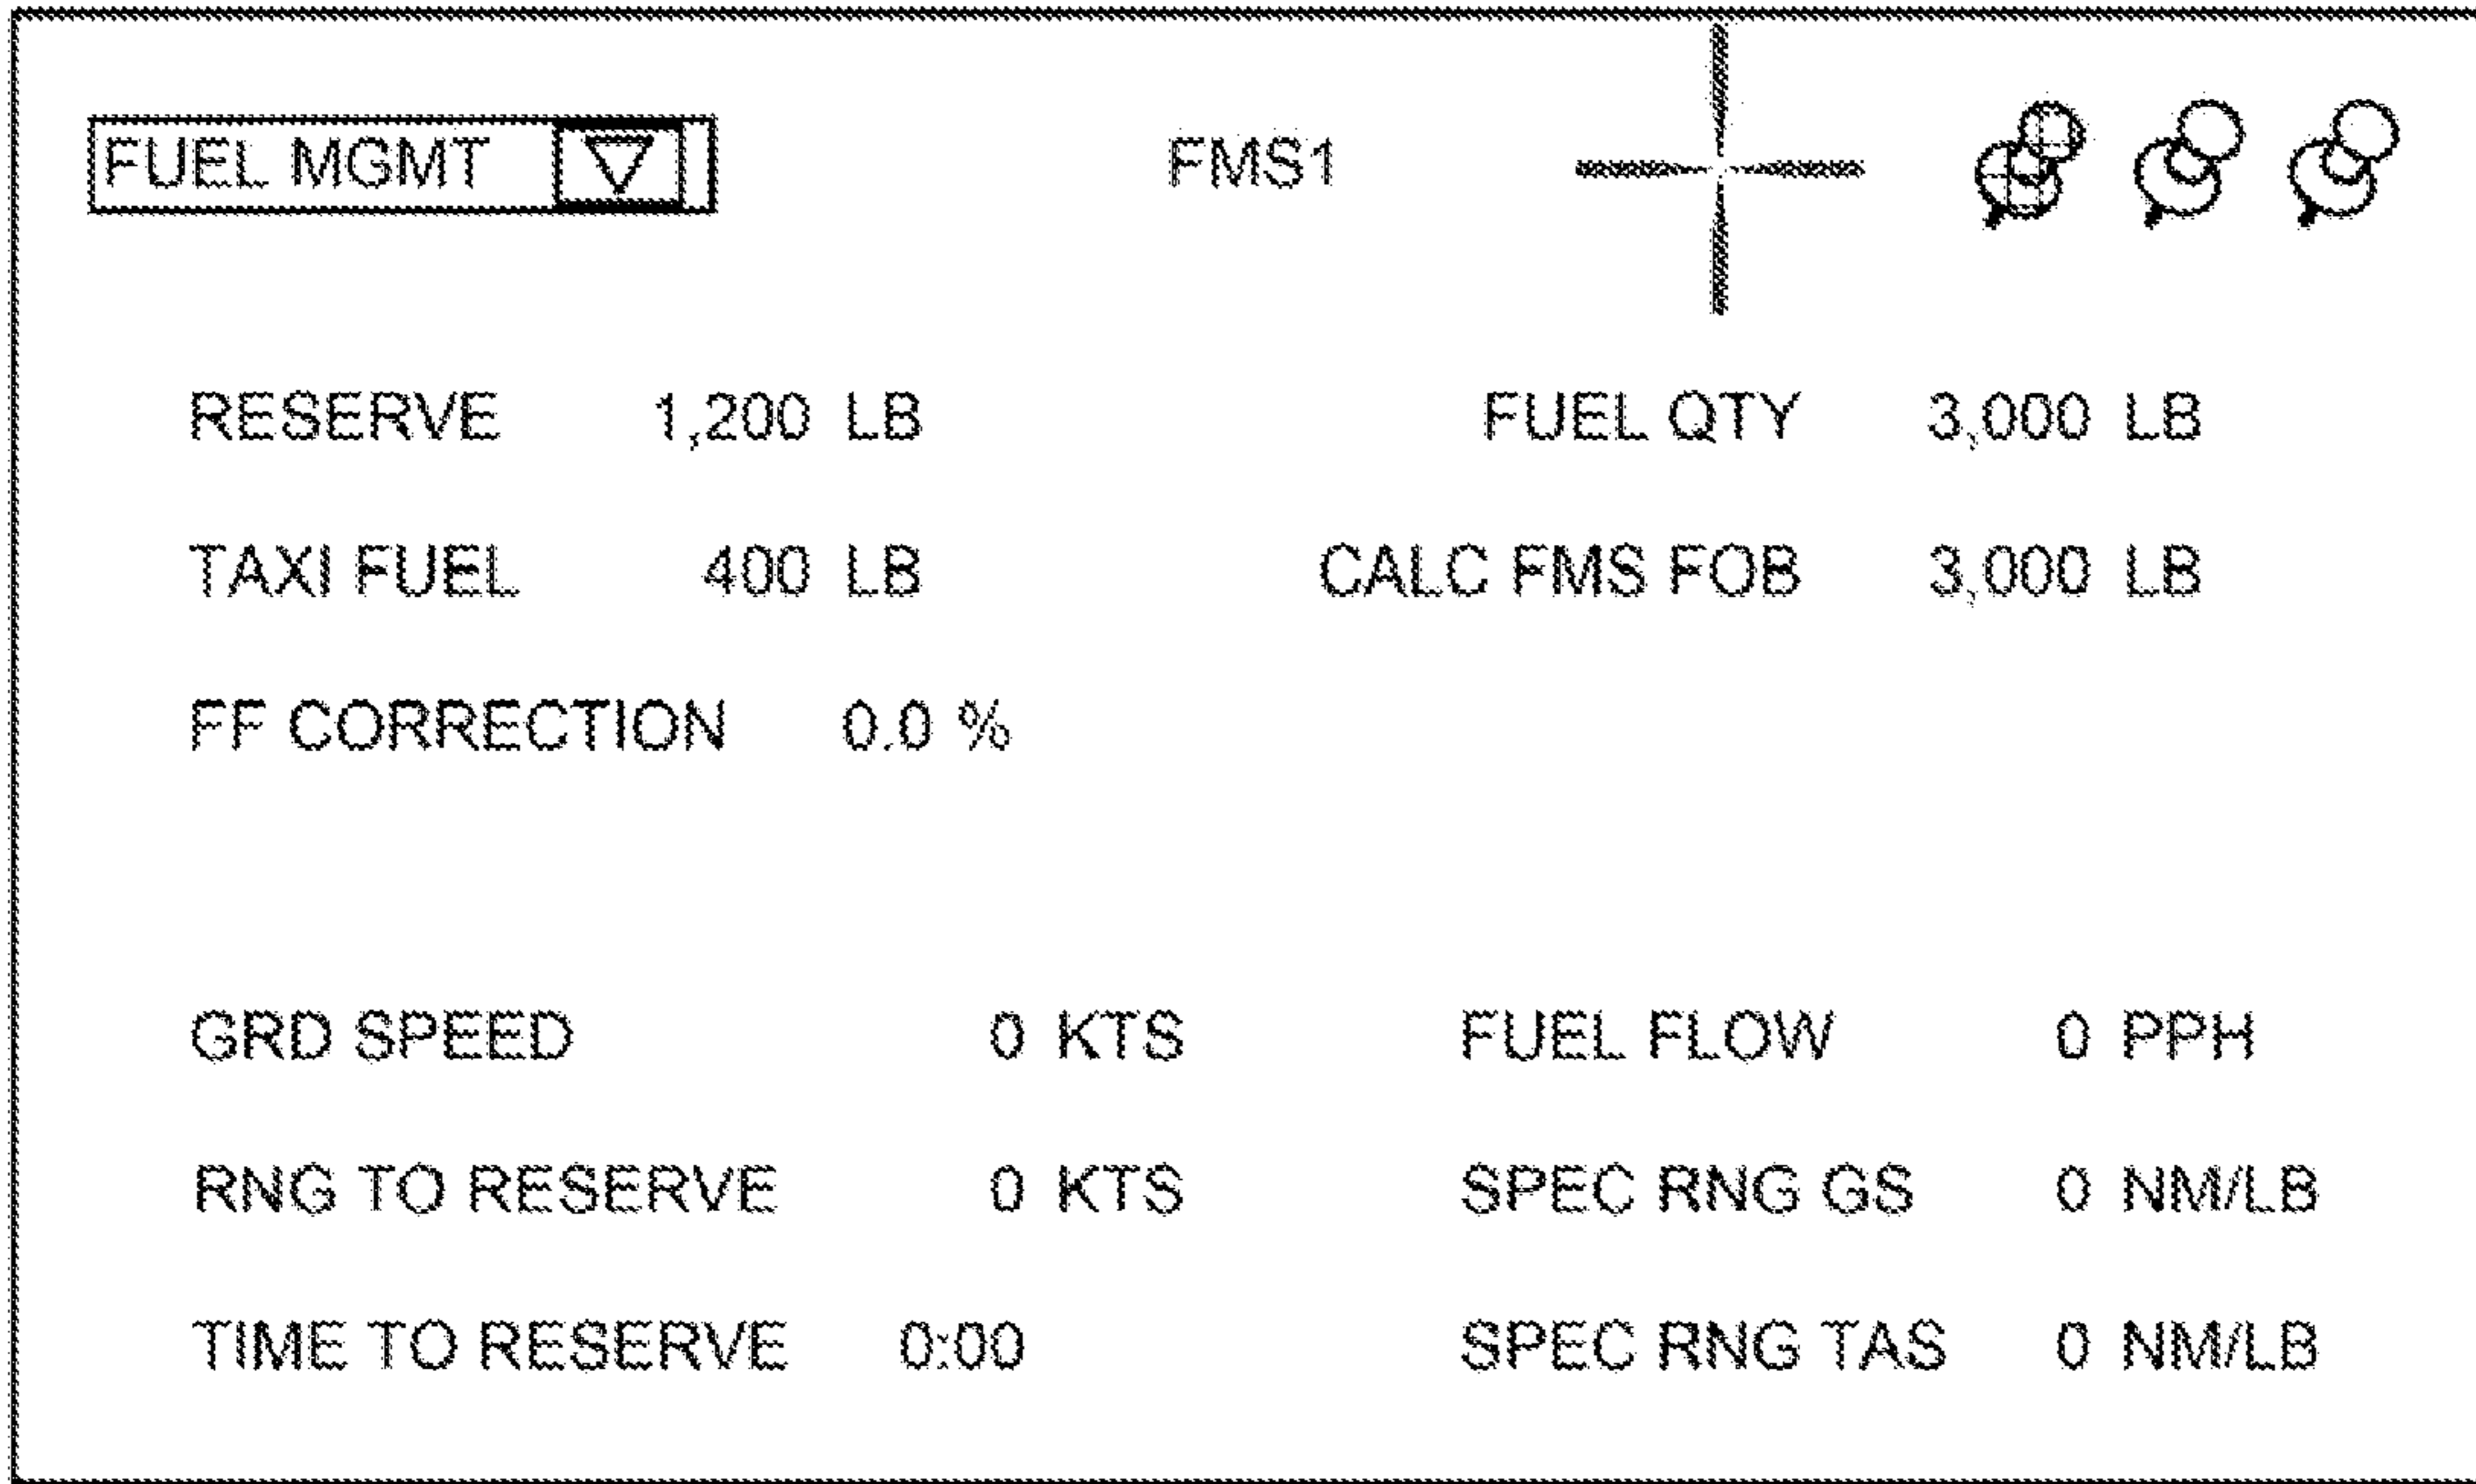 FUEL MGMT FMS1
RESERVE 1,200 LB FUEL QTY 3,000 LB
TAXI FUEL 400 LB CALC FMS FOB 3,000 LB
FF CORRECTION 0.0 %
GRD SPEED 0 KTS FUEL FLOW 0 PPH
RNG TO RESERVE 0 KTS SPEC RNG GS 0 NM/LB
TIME TO RESERVE 0:00 SPEC RNG TAS 0 NM/LB